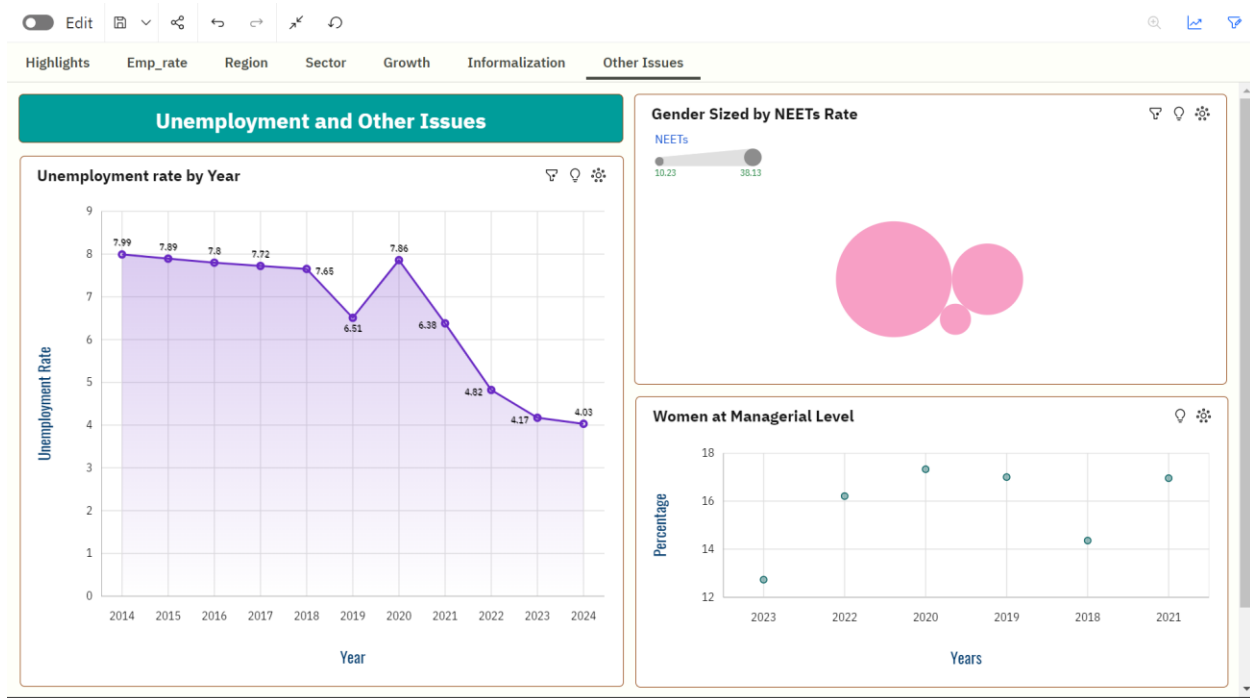 Edit
Highlights Emp_rate Region Sector Growth Informalization Other Issues
Unemployment and Other Issues
Unemployment rate by Year
9
8
7
6
5
4
3
2
1
0
7.99 7.89 7.8 7.72 7.65 6.51 7.86 6.38 4.82 4.17 4.03
Unemployment Rate
2014 2015 2016 2017 2018 2019 2020 2021 2022 2023 2024
Year
Gender Sized by NEETs Rate
NEETs
10.23 38.13
Women at Managerial Level
18
16
14
12
Percentage
2023 2022 2020 2019 2018 2021
Years